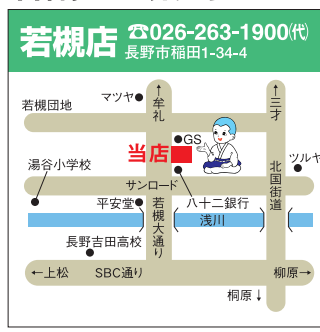 若槻店 ☎026-263-1900㈹
長野市稲田1-34-4
マツヤ
↑牟礼
↑三才
若槻団地
GS
当店
湯谷小学校
ツルヤ
サンロード
北国街道
平安堂
八十二銀行
若槻大通り
浅川
長野吉田高校
←上松
SBC通り
柳原→
桐原↓